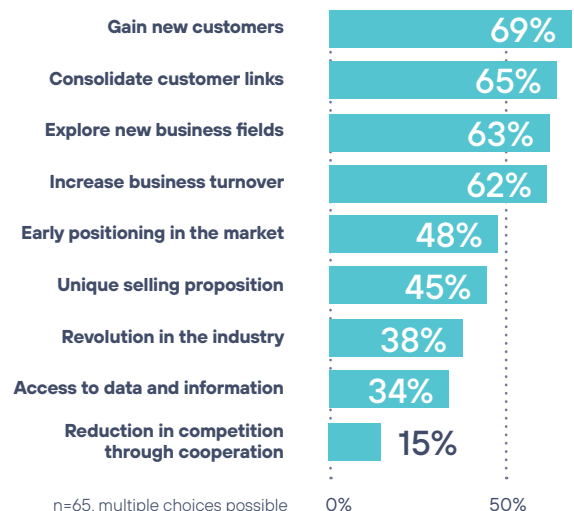 Gain new customers 69%
Consolidate customer links 65%
Explore new business fields 63%
Increase business turnover 62%
Early positioning in the market 48%
Unique selling proposition 45%
Revolution in the industry 38%
Access to data and information 34%
Reduction in competition
through cooperation 15%
n=65, multiple choices possible 0% 50%